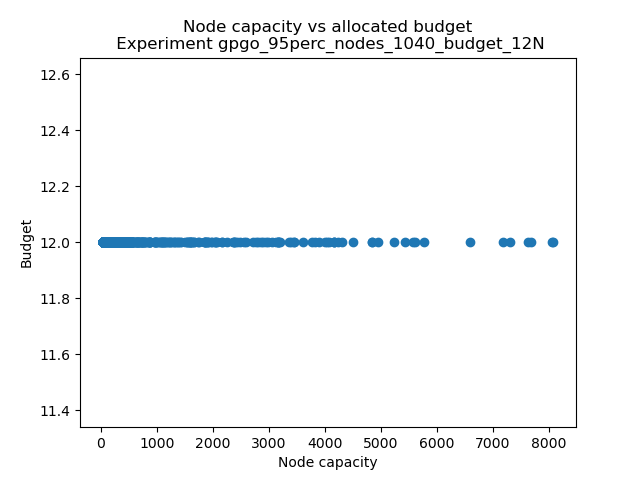 Node capacity vs allocated budget
Experiment gpgo_95perc_nodes_1040_budget_12N
12.6
12.4
12.2
12.0
11.8
11.6
11.4
Budget
0 1000 2000 3000 4000 5000 6000 7000 8000
Node capacity